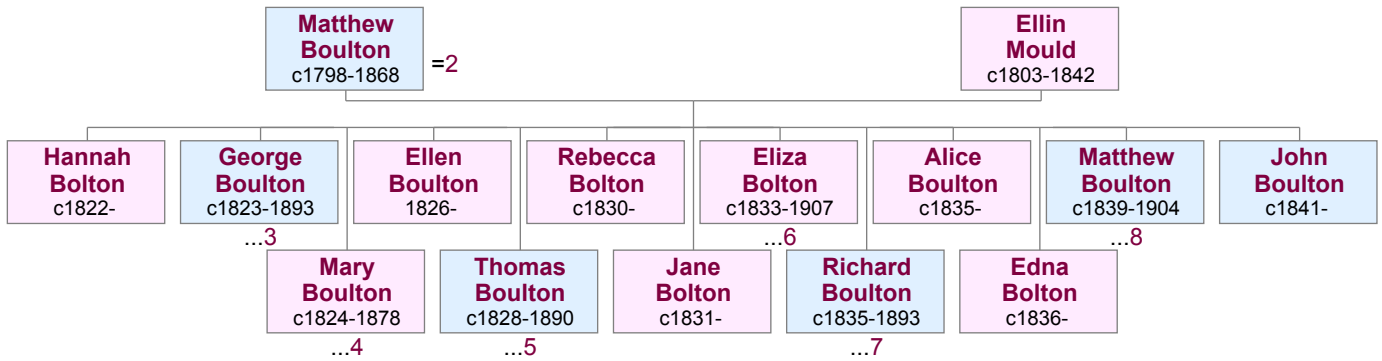 Matthew
Boulton
c1798-1868
=2
Ellin
Mould
c1803-1842
Hannah
Bolton
c1822-
George
Boulton
c1823-1893
...3
Ellen
Boulton
1826-
Rebecca
Bolton
c1830-
Eliza
Bolton
c1833-1907
...6
Alice
Boulton
c1835-
Matthew
Boulton
c1839-1904
...8
John
Boulton
c1841-
Mary
Boulton
c1824-1878
...4
Thomas
Boulton
c1828-1890
...5
Jane
Bolton
c1831-
Richard
Boulton
c1835-1893
...7
Edna
Bolton
c1836-